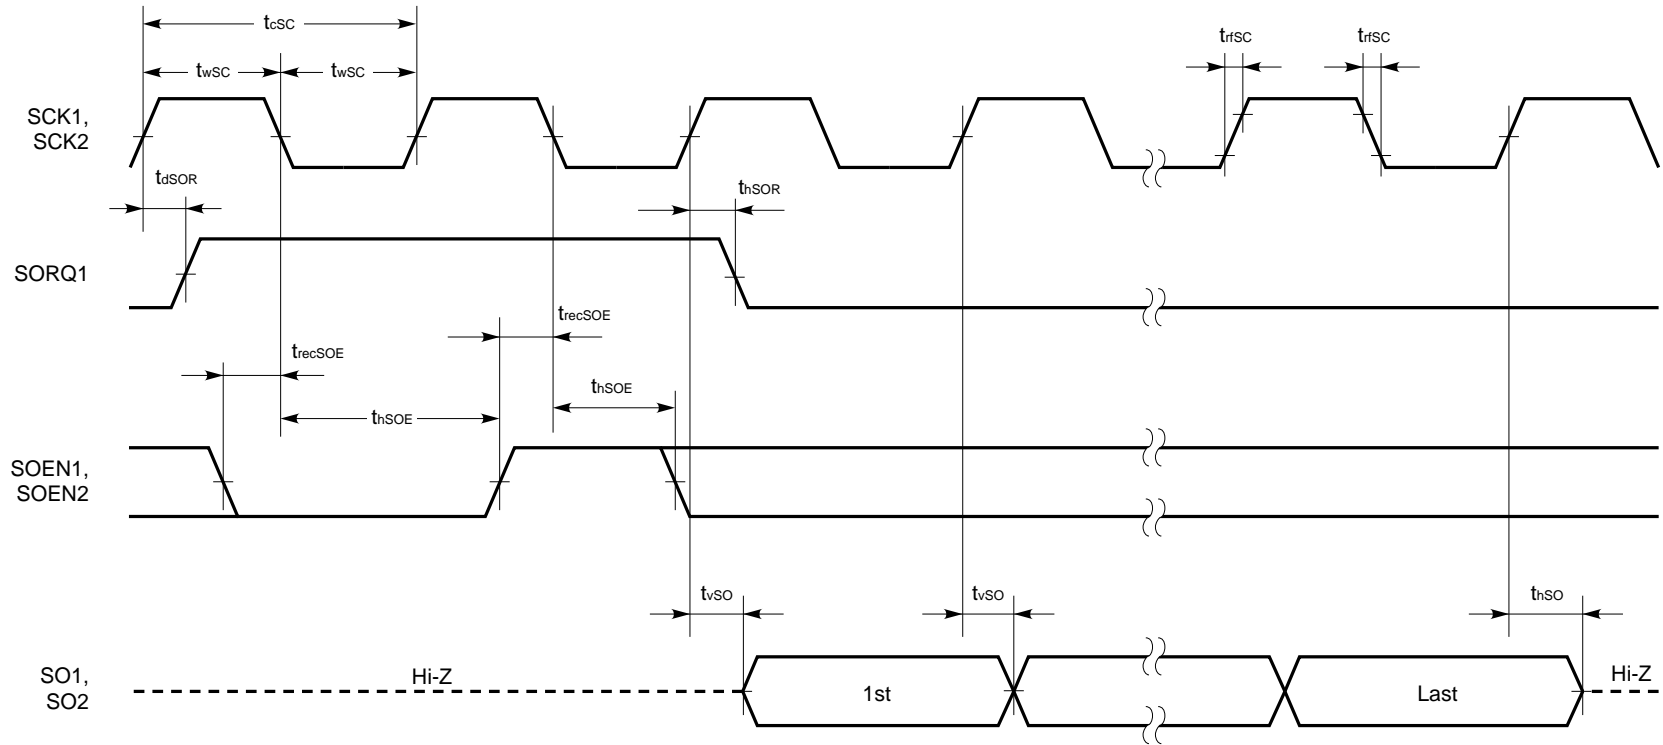 tcSC
trfSC trfSC
twSC twSC
SCK1,
SCK2
tdSOR
thSOR
SORQ1
trecSOE
trecSOE
thSOE
thSOE
SOEN1,
SOEN2
tvSO tvSO thSO
SO1,
SO2
Hi-Z
1st
Last
Hi-Z